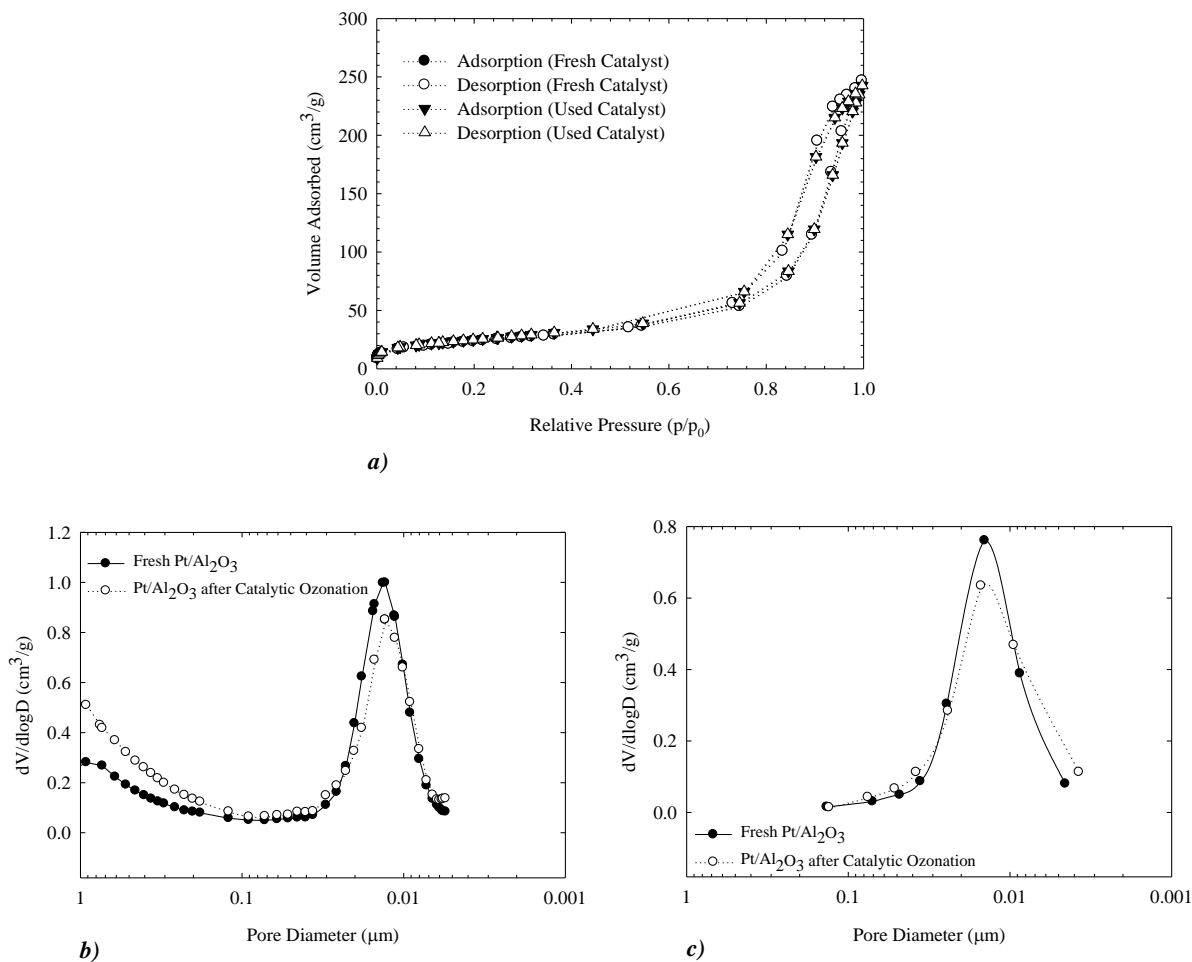 300
250
200
150
100
50
0
Volume Adsorbed (cm³/g)
Adsorption (Fresh Catalyst)
Desorption (Fresh Catalyst)
Adsorption (Used Catalyst)
Desorption (Used Catalyst)
0.0 0.2 0.4 0.6 0.8 1.0
Relative Pressure (p/p₀)
a)
1.2
1.0
0.8
0.6
0.4
0.2
0.0
dV/dlogD (cm³/g)
Fresh Pt/Al₂O₃
Pt/Al₂O₃ after Catalytic Ozonation
1 0.1 0.01 0.001
Pore Diameter (μm)
b)
0.8
0.6
0.4
0.2
0.0
dV/dlogD (cm³/g)
Fresh Pt/Al₂O₃
Pt/Al₂O₃ after Catalytic Ozonation
1 0.1 0.01 0.001
Pore Diameter (μm)
c)